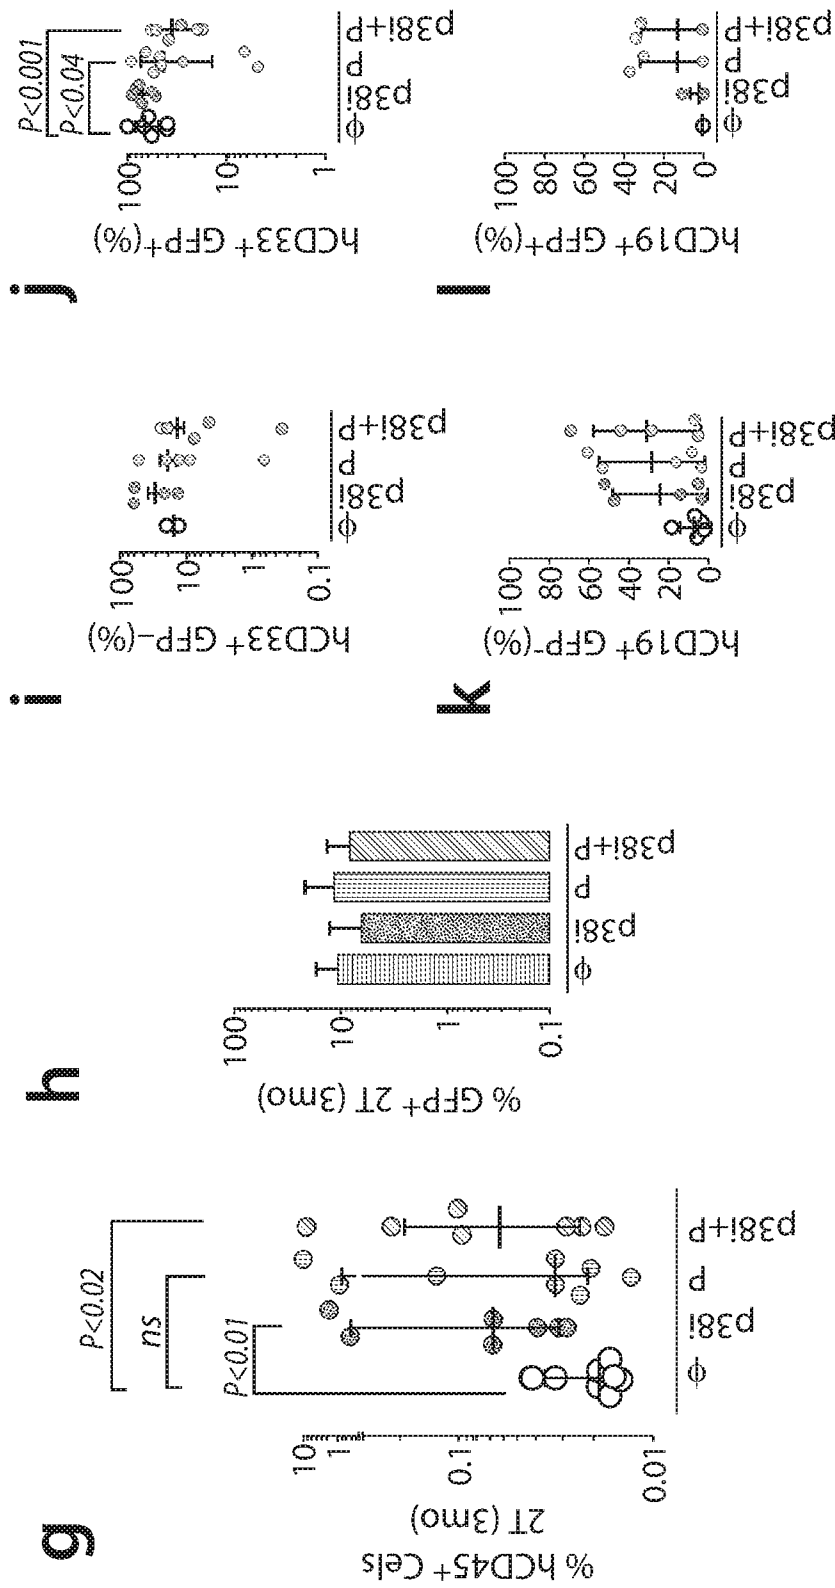 g
% hCD45⁺ Cels
2T (3mo)
10
1
0.1
0.01
P<0.02
ns
P<0.01
ϕ
p38i
P
p38i+P
h
% GFP⁺ 2T (3mo)
100
10
1
0.1
ϕ
p38i
P
p38i+P
i
hCD33⁺ GFP–(%)
100
10
1
0.1
ϕ
p38i
P
p38i+P
j
hCD33⁺ GFP⁺(%)
100
10
1
P<0.001
P<0.04
ϕ
p38i
P
p38i+P
k
hCD19⁺ GFP⁻(%)
100
80
60
40
20
0
ϕ
p38i
P
p38i+P
l
hCD19⁺ GFP⁺(%)
100
80
60
40
20
0
ϕ
p38i
P
p38i+P